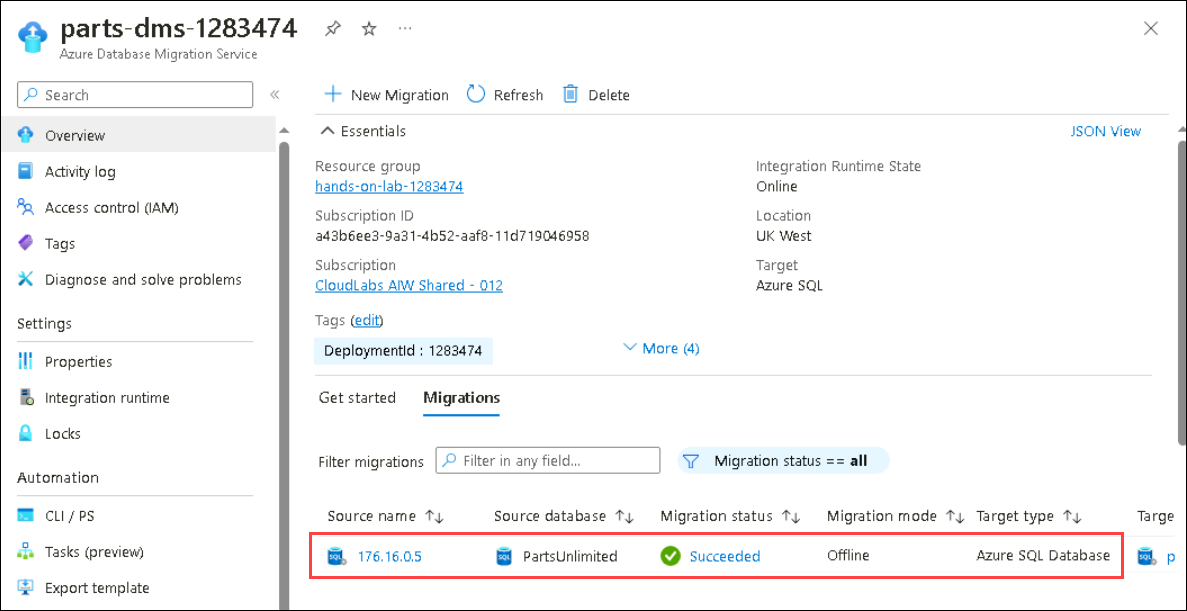 parts-dms-1283474
Azure Database Migration Service
Search
Overview
Activity log
Access control (IAM)
Tags
Diagnose and solve problems
Settings
Properties
Integration runtime
Locks
Automation
CLI / PS
Tasks (preview)
Export template
New Migration Refresh Delete
Essentials JSON View
Resource group
hands-on-lab-1283474
Subscription ID
a43b6ee3-9a31-4b52-aaf8-11d719046958
Subscription
CloudLabs AIW Shared - 012
Integration Runtime State
Online
Location
UK West
Target
Azure SQL
Tags (edit)
DeploymentId : 1283474 More (4)
Get started Migrations
Filter migrations Filter in any field... Migration status == all
Source name Source database Migration status Migration mode Target type Targe
SQL 176.16.0.5 SQL PartsUnlimited Succeeded Offline Azure SQL Database SQL p